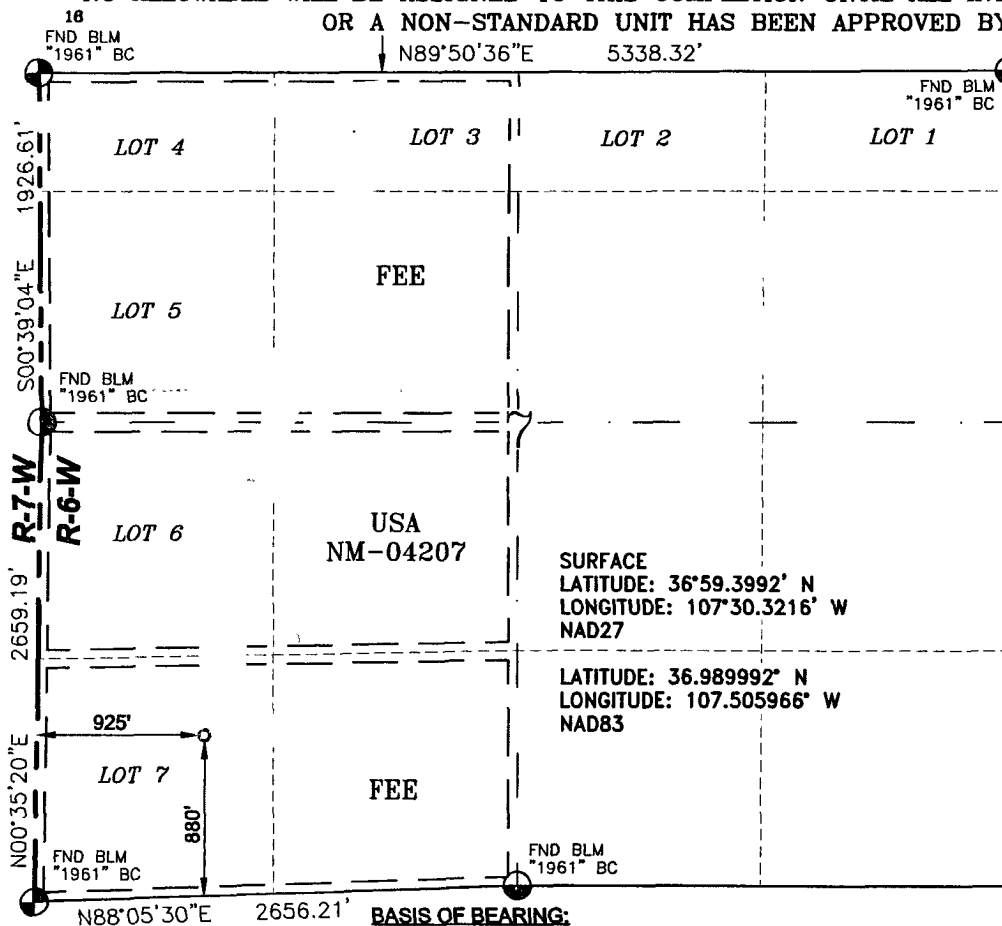 16
OR A NON-STANDARD UNIT HAS BEEN APPROVED BY
FND BLM
"1961" BC
N89°50'36"E 5338.32'
FND BLM
"1961" BC
LOT 4
LOT 3
LOT 2
LOT 1
1926.61'
S00°39'04"E
FEE
LOT 5
FND BLM
"1961" BC
7
R-7-W
R-6-W
LOT 6
USA
NM-04207
2659.19'
SURFACE
LATITUDE: 36°59.3992' N
LONGITUDE: 107°30.3216' W
NAD27
LATITUDE: 36.989992° N
LONGITUDE: 107.505966° W
NAD83
925'
LOT 7
880'
FEE
N00°35'20"E
FND BLM
"1961" BC
FND BLM
"1961" BC
N88°05'30"E 2656.21'
BASIS OF BEARING: